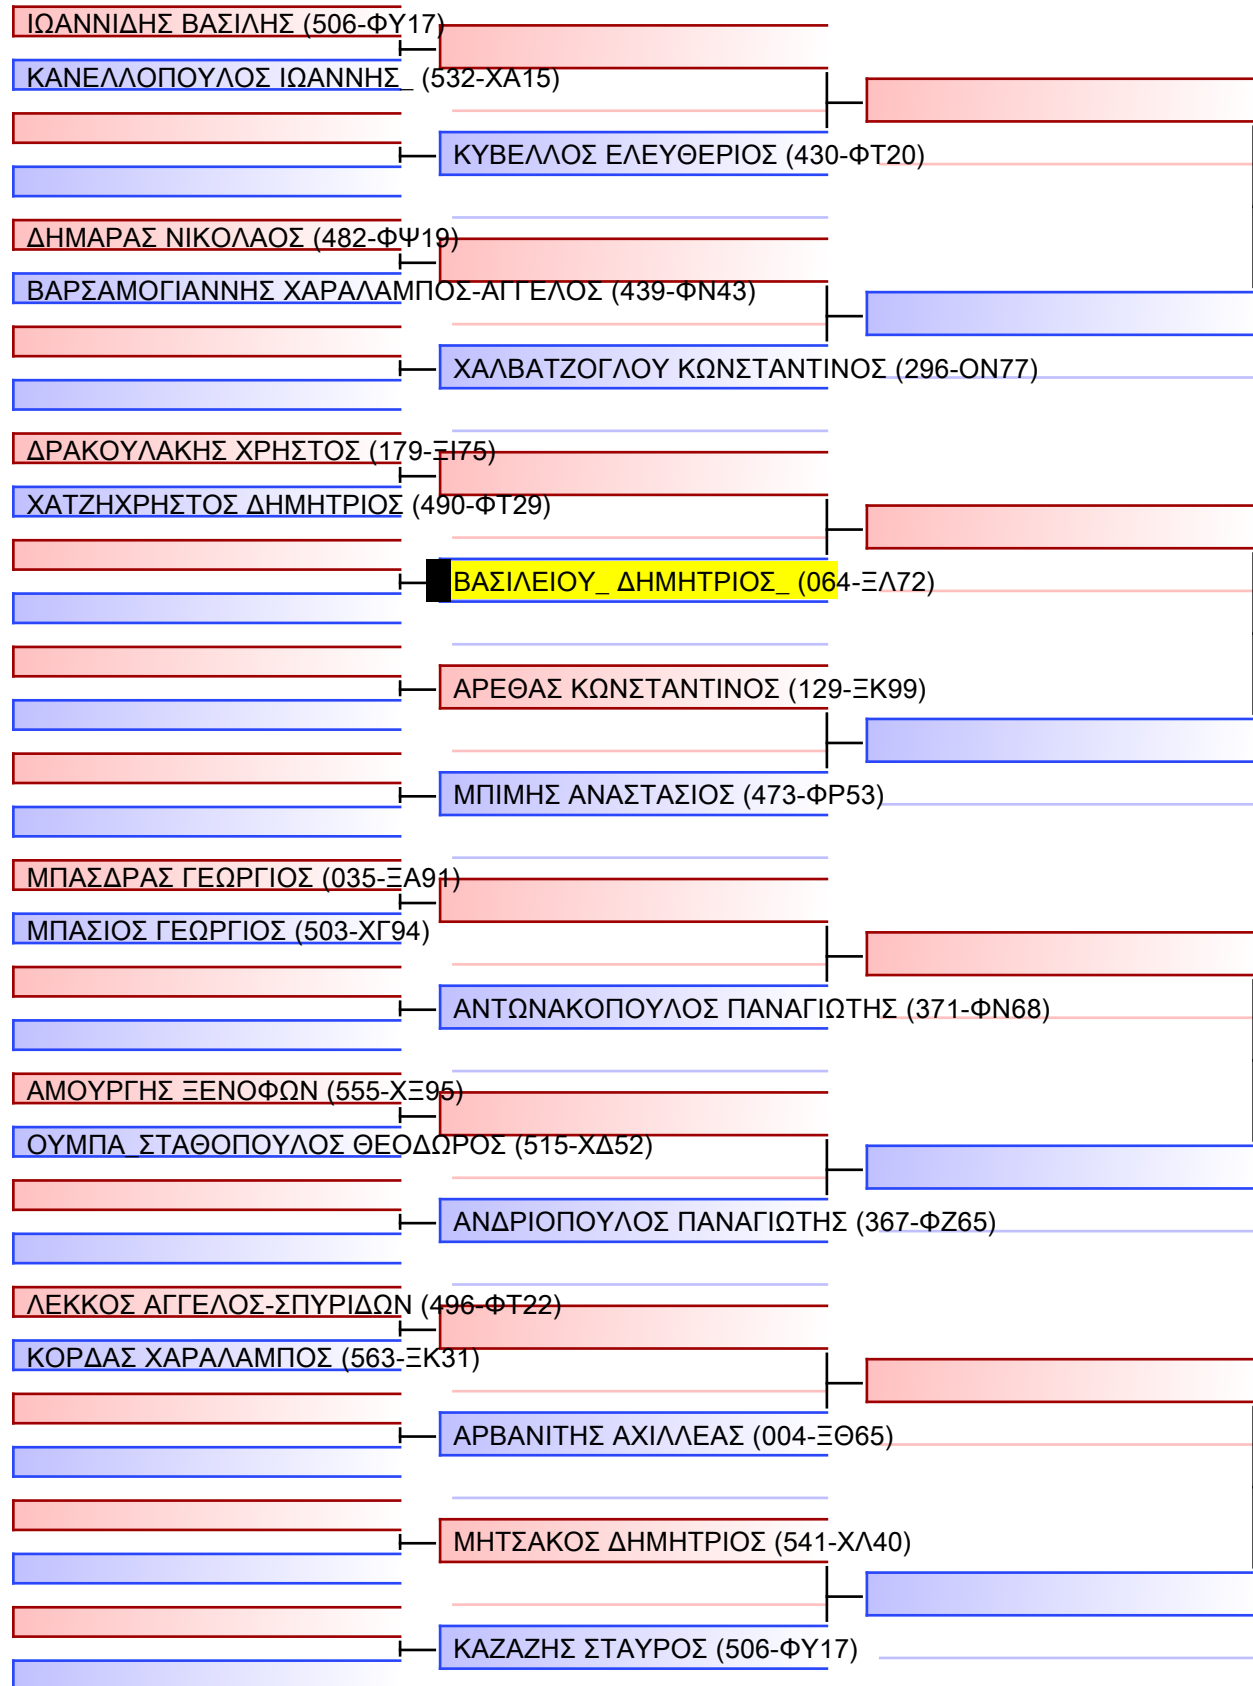 ΙΩΑΝΝΙΔΗΣ ΒΑΣΙΛΗΣ (506-ΦΥ17)
ΚΑΝΕΛΛΟΠΟΥΛΟΣ ΙΩΑΝΝΗΣ_ (532-ΧΑ15)
ΚΥΒΕΛΛΟΣ ΕΛΕΥΘΕΡΙΟΣ (430-ΦΤ20)
ΔΗΜΑΡΑΣ ΝΙΚΟΛΑΟΣ (482-ΦΨ19)
ΒΑΡΣΑΜΟΓΙΑΝΝΗΣ ΧΑΡΑΛΑΜΠΟΣ-ΑΓΓΕΛΟΣ (439-ΦΝ43)
ΧΑΛΒΑΤΖΟΓΛΟΥ ΚΩΝΣΤΑΝΤΙΝΟΣ (296-ΟΝ77)
ΔΡΑΚΟΥΛΑΚΗΣ ΧΡΗΣΤΟΣ (179-ΞΙ75)
ΧΑΤΖΗΧΡΗΣΤΟΣ ΔΗΜΗΤΡΙΟΣ (490-ΦΤ29)
ΒΑΣΙΛΕΙΟΥ_ ΔΗΜΗΤΡΙΟΣ_ (064-ΞΛ72)
ΑΡΕΘΑΣ ΚΩΝΣΤΑΝΤΙΝΟΣ (129-ΞΚ99)
ΜΠΙΜΗΣ ΑΝΑΣΤΑΣΙΟΣ (473-ΦΡ53)
ΜΠΑΣΔΡΑΣ ΓΕΩΡΓΙΟΣ (035-ΞΑ91)
ΜΠΑΣΙΟΣ ΓΕΩΡΓΙΟΣ (503-ΧΓ94)
ΑΝΤΩΝΑΚΟΠΟΥΛΟΣ ΠΑΝΑΓΙΩΤΗΣ (371-ΦΝ68)
ΑΜΟΥΡΓΗΣ ΞΕΝΟΦΩΝ (555-ΧΞ95)
ΟΥΜΠΑ_ΣΤΑΘΟΠΟΥΛΟΣ ΘΕΟΔΩΡΟΣ (515-ΧΔ52)
ΑΝΔΡΙΟΠΟΥΛΟΣ ΠΑΝΑΓΙΩΤΗΣ (367-ΦΖ65)
ΛΕΚΚΟΣ ΑΓΓΕΛΟΣ-ΣΠΥΡΙΔΩΝ (496-ΦΤ22)
ΚΟΡΔΑΣ ΧΑΡΑΛΑΜΠΟΣ (563-ΞΚ31)
ΑΡΒΑΝΙΤΗΣ ΑΧΙΛΛΕΑΣ (004-ΞΘ65)
ΜΗΤΣΑΚΟΣ ΔΗΜΗΤΡΙΟΣ (541-ΧΛ40)
ΚΑΖΑΖΗΣ ΣΤΑΥΡΟΣ (506-ΦΥ17)